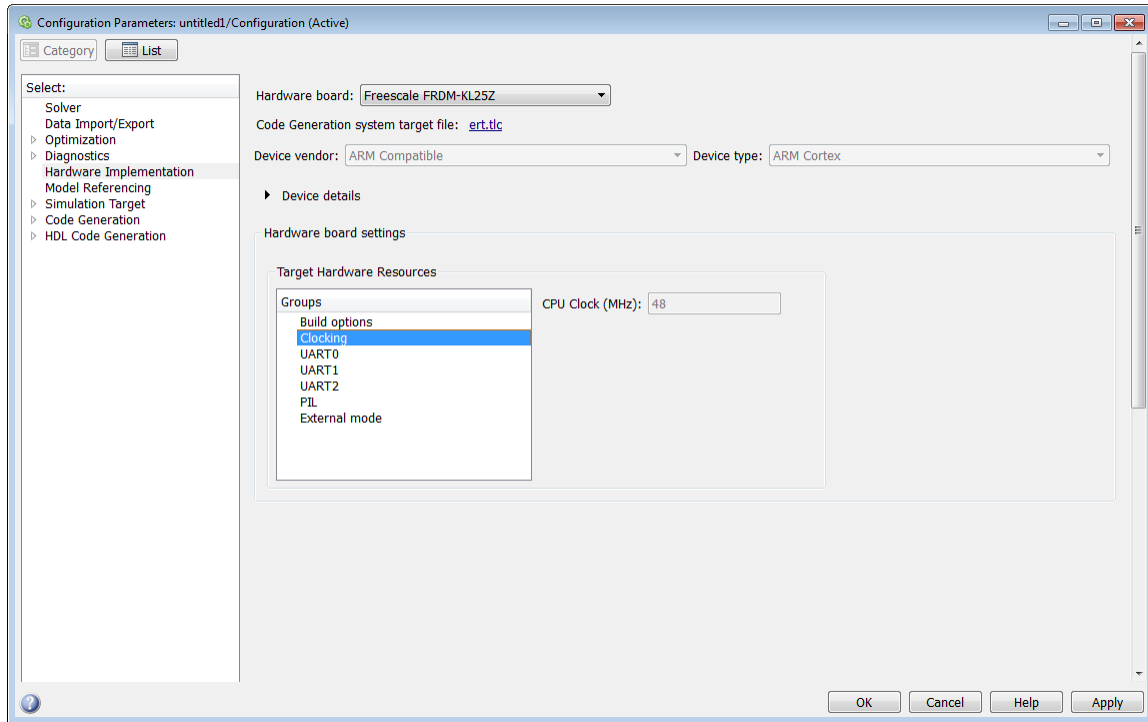 Configuration Parameters: untitled1/Configuration (Active)
Category List
Select:
Solver
Data Import/Export
Optimization
Diagnostics
Hardware Implementation
Model Referencing
Simulation Target
Code Generation
HDL Code Generation
Hardware board: Freescale FRDM-KL25Z
Code Generation system target file: ert.tlc
Device vendor: ARM Compatible Device type: ARM Cortex
Device details
Hardware board settings
Target Hardware Resources
Groups
Build options
Clocking
UART0
UART1
UART2
PIL
External mode
CPU Clock (MHz): 48
?
OK Cancel Help Apply